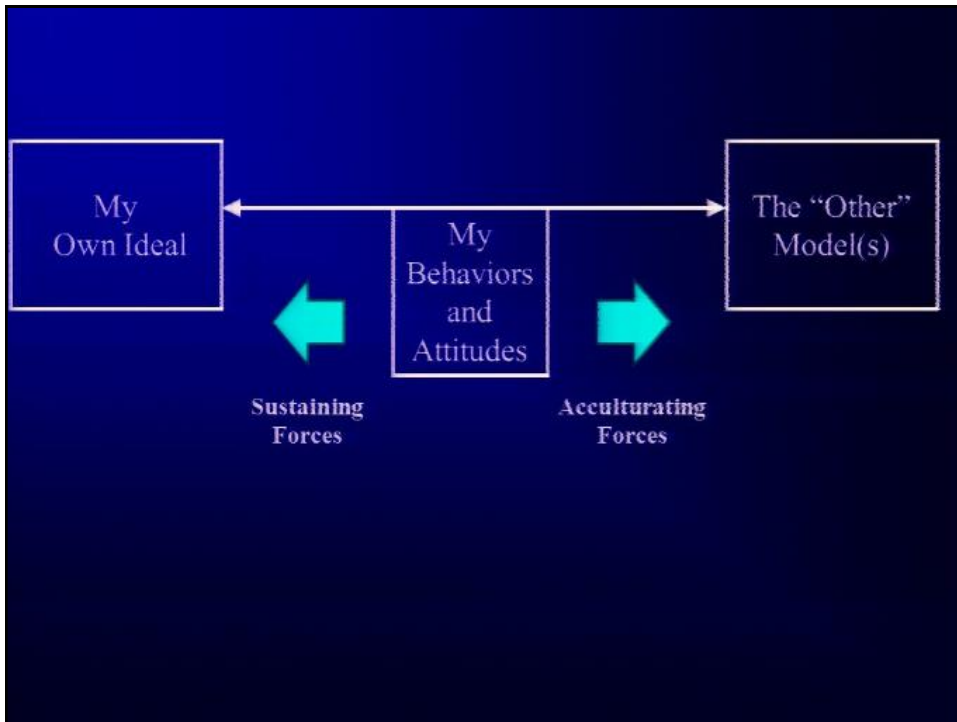 My
Own Ideal
My
Behaviors
and
Attitudes
The “Other”
Model(s)
Sustaining
Forces
Acculturating
Forces